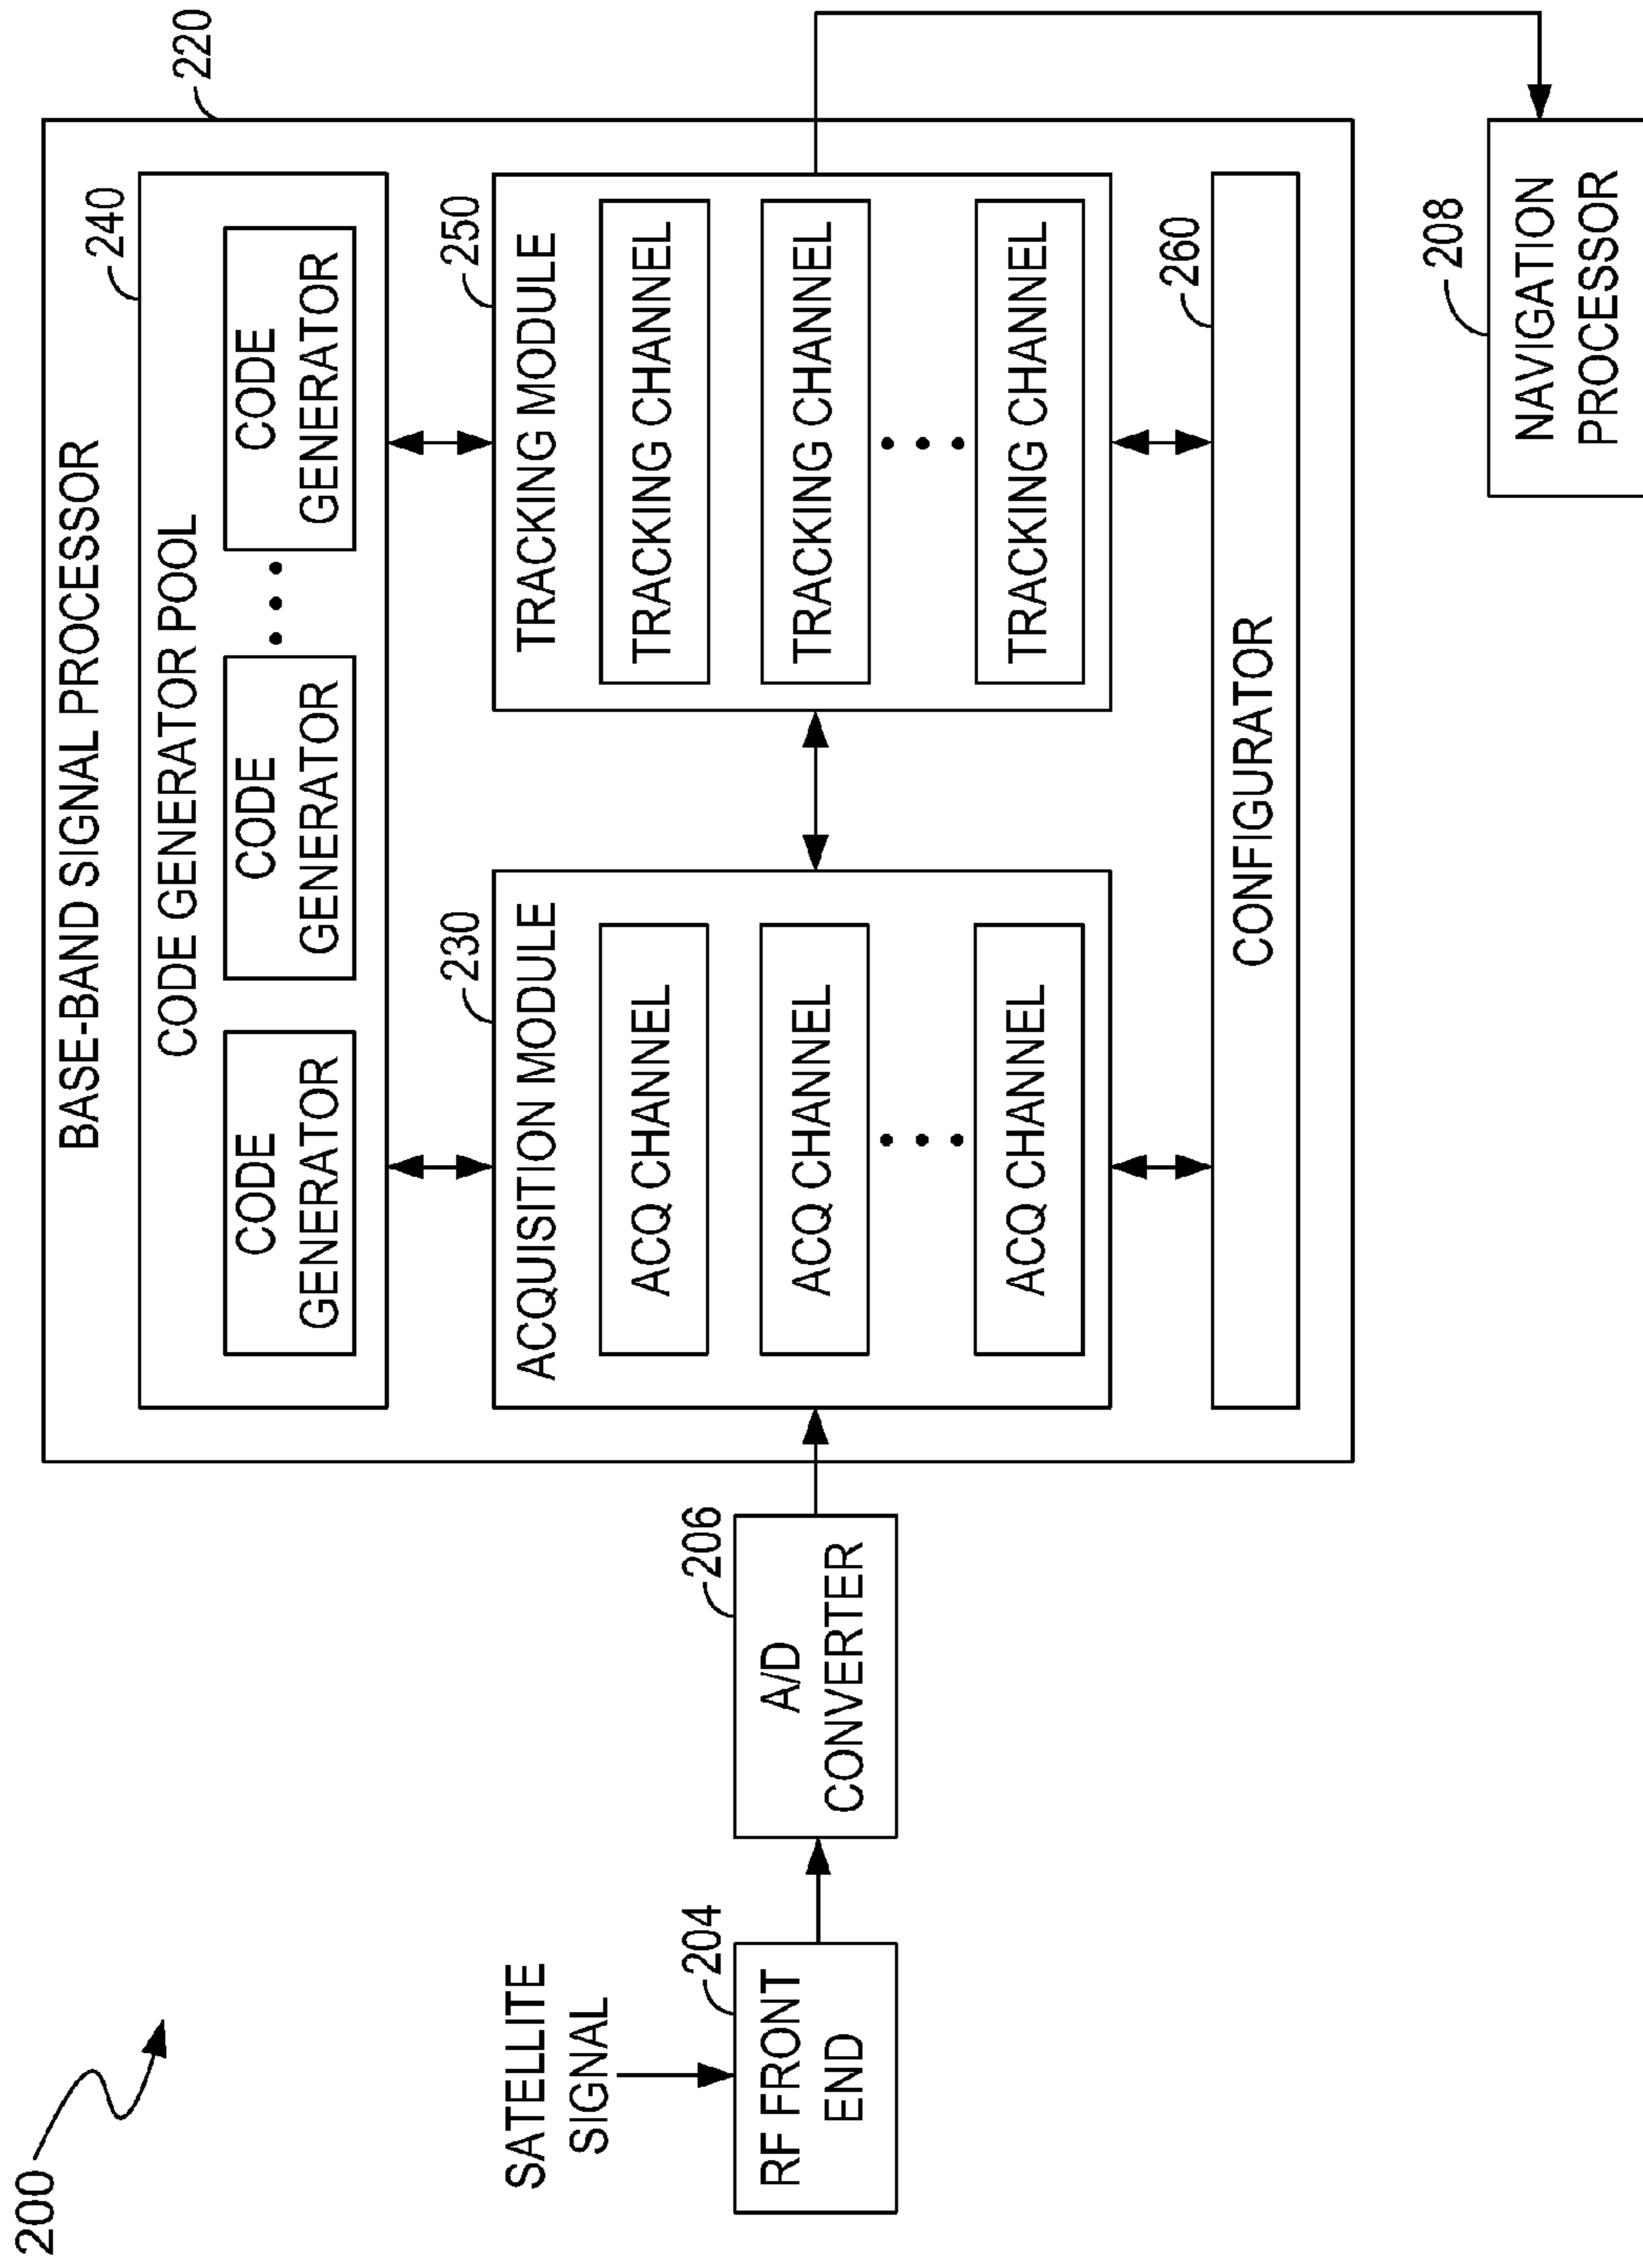 200
220
BASE-BAND SIGNAL PROCESSOR
240
CODE GENERATOR POOL
CODE
GENERATOR
CODE
GENERATOR
CODE
GENERATOR
230
ACQUISITION MODULE
ACQ CHANNEL
ACQ CHANNEL
ACQ CHANNEL
250
TRACKING MODULE
TRACKING CHANNEL
TRACKING CHANNEL
TRACKING CHANNEL
260
CONFIGURATOR
SATELLITE
SIGNAL
204
RF FRONT
END
206
A/D
CONVERTER
208
NAVIGATION
PROCESSOR